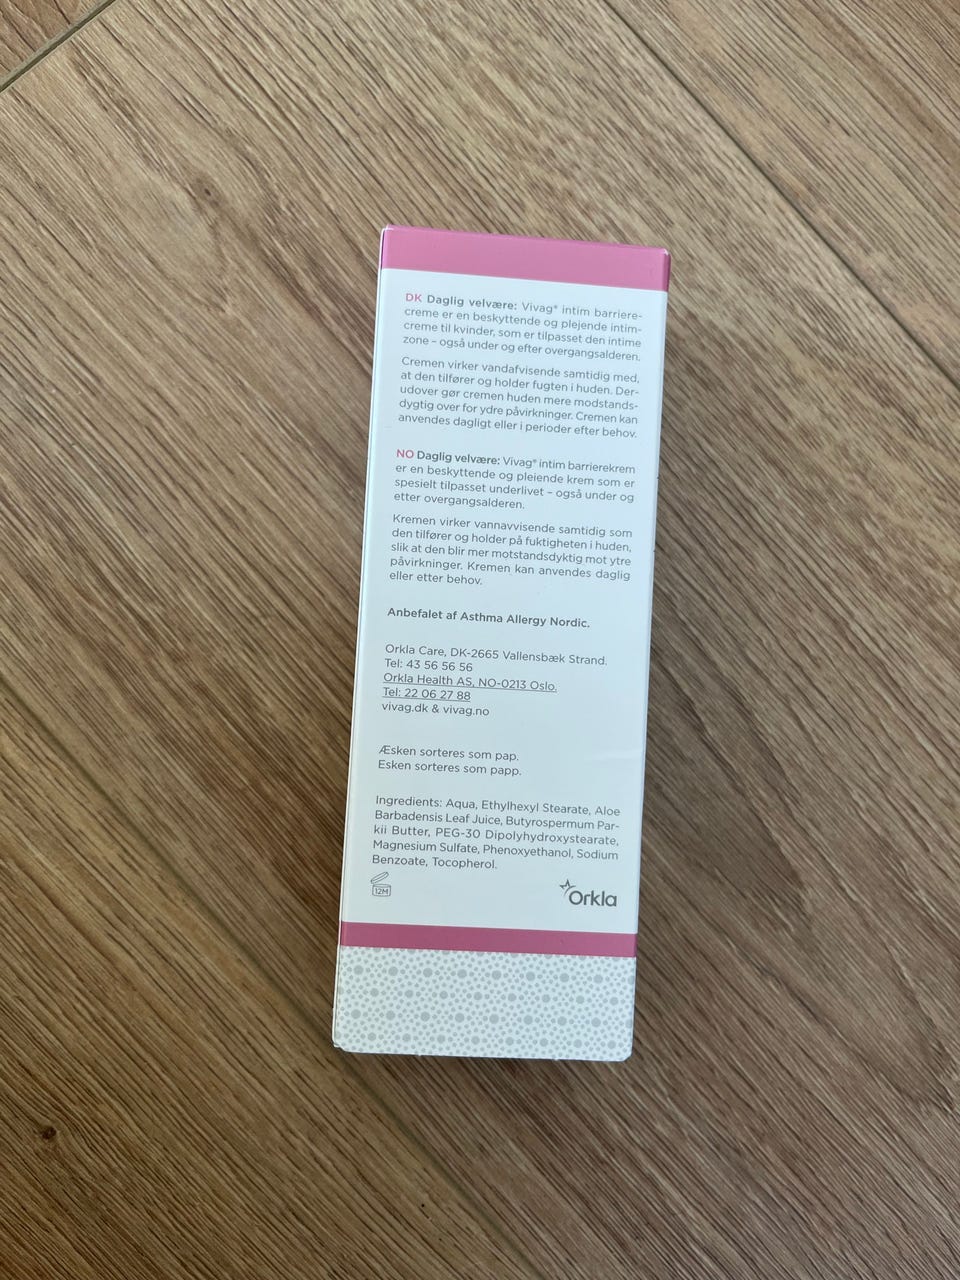 DK Daglig velvære: Vivag® intim barriere-
creme er en beskyttende og plejende intim-
creme til kvinder, som er tilpasset den intime
zone – også under og efter overgangsalderen.
Cremen virker vandafvisende samtidig med,
at den tilfører og holder fugten i huden. Der-
udover gør cremen huden mere modstands-
dygtig over for ydre påvirkninger. Cremen kan
anvendes dagligt eller i perioder efter behov.
NO Daglig velvære: Vivag® intim barrierekrem
er en beskyttende og pleiende krem som er
spesielt tilpasset underlivet – også under og
etter overgangsalderen.
Kremen virker vannavvisende samtidig som
den tilfører og holder på fuktigheten i huden,
slik at den blir mer motstandsdyktig mot ytre
påvirkninger. Kremen kan anvendes daglig
eller etter behov.
Anbefalet af Asthma Allergy Nordic.
Orkla Care, DK-2665 Vallensbæk Strand.
Tel: 43 56 56 56
Orkla Health AS, NO-0213 Oslo.
Tel: 22 06 27 88
vivag.dk & vivag.no
Æsken sorteres som pap.
Esken sorteres som papp.
Ingredients: Aqua, Ethylhexyl Stearate, Aloe
Barbadensis Leaf Juice, Butyrospermum Par-
kii Butter, PEG-30 Dipolyhydroxystearate,
Magnesium Sulfate, Phenoxyethanol, Sodium
Benzoate, Tocopherol.
12M
Orkla